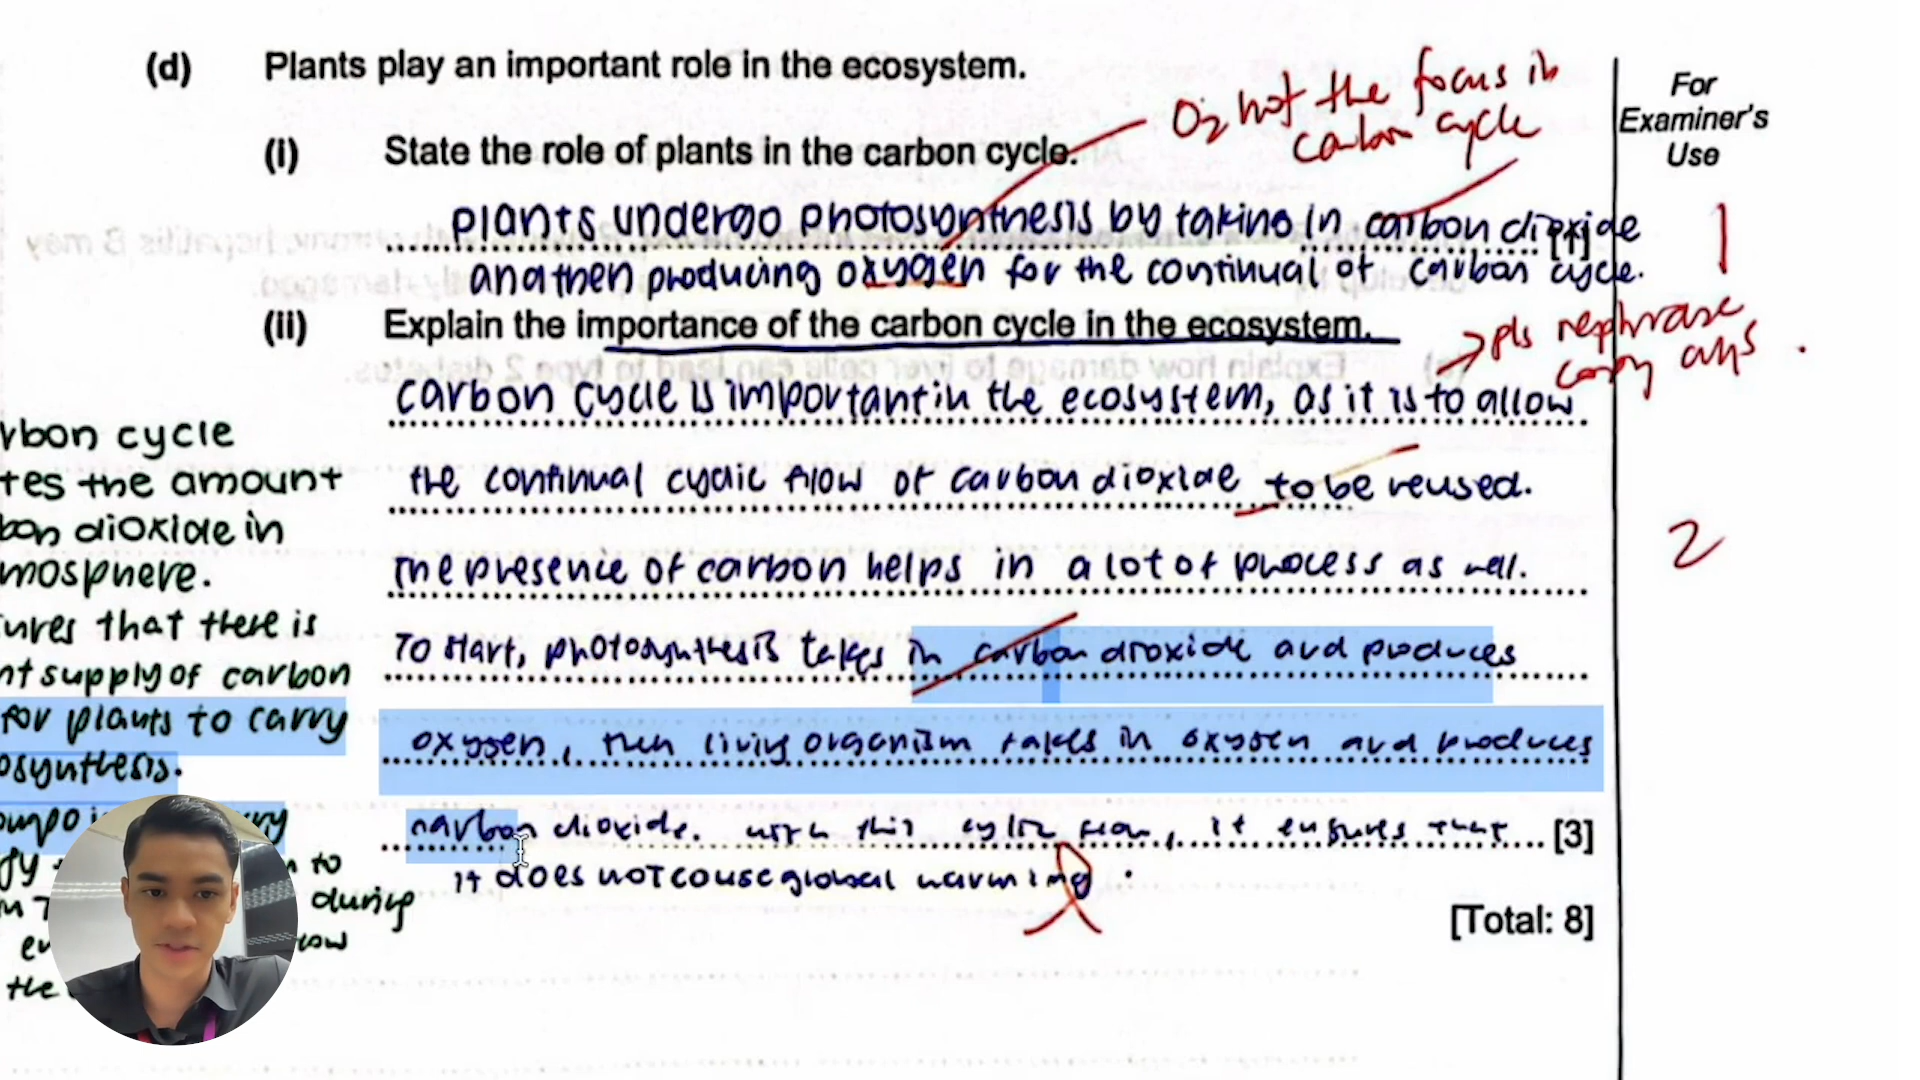 (d) Plants play an important role in the ecosystem.
For Examiner's Use
O2 not the focus in carbon cycle
(i) State the role of plants in the carbon cycle.
plants undergo photosynthesis by taking in carbon dioxide [1]
1
and then producing oxygen for the continual of carbon cycle.
(ii) Explain the importance of the carbon cycle in the ecosystem.
pls rephrase ans
carbon cycle is important in the ecosystem, as it is to allow
the continual cyclic flow of carbon dioxide to be reused.
2
the presence of carbon helps in a lot of process as well.
To start, photosynthesis takes in carbon dioxide and produces
oxygen, then living organism takes in oxygen and produces
carbon dioxide. with this cyclic flow, it ensures that [3]
it does not cause global warming.
[Total: 8]
rbon cycle
tes the amount
bon dioxide in
mosphere.
ures that there is
nt supply of carbon
for plants to carry
osynthesis.
to
during
the